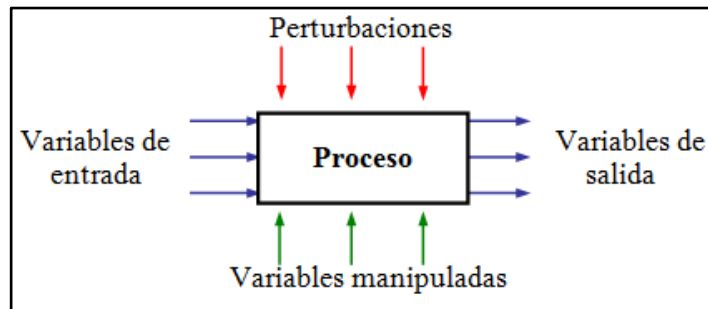 Perturbaciones
Variables de
entrada
Proceso
Variables de
salida
Variables manipuladas